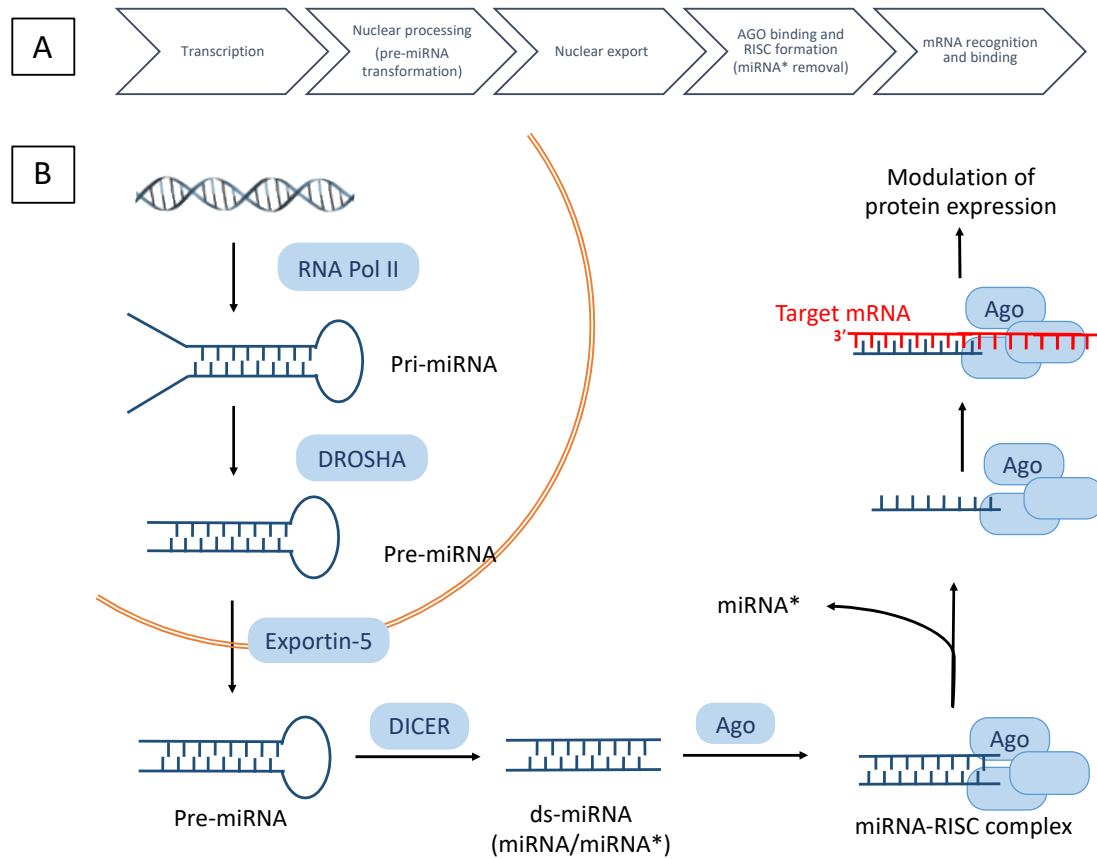 A
Transcription
Nuclear processing
(pre-miRNA
transformation)
Nuclear export
AGO binding and
RISC formation
(miRNA* removal)
mRNA recognition
and binding
B
RNA Pol II
Pri-miRNA
DROSHA
Pre-miRNA
Exportin-5
Pre-miRNA
DICER
ds-miRNA
(miRNA/miRNA*)
Ago
Ago
miRNA-RISC complex
miRNA*
Ago
Target mRNA
3'
Ago
Modulation of
protein expression